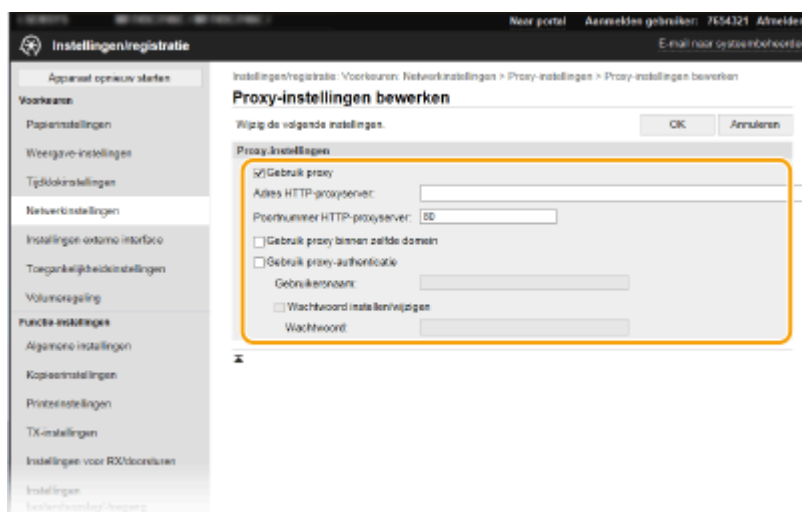 Naar portal Aanmelden gebruiker: 7654321 Afmelden
Instellingen/registratie
E-mail naar systeembeheerder
Apparaat opnieuw starten
Instellingen/registratie: Voorkeuren: Netwerkinstellingen > Proxy-instellingen > Proxy-instellingen bewerken
Voorkeuren
Proxy-instellingen bewerken
Papierinstellingen
Wijzig de volgende instellingen.
OK
Annuleren
Weergave-instellingen
Proxy-instellingen
Gebruik proxy
Tijdklokinstellingen
Adres HTTP-proxyserver:
Netwerkinstellingen
Poortnummer HTTP-proxyserver: 80
Instellingen externe interface
Gebruik proxy binnen zelfde domein
Gebruik proxy-authenticatie
Toegankelijkheidsinstellingen
Gebruikersnaam:
Volumeregeling
Wachtwoord instellen/wijzigen
Functie-instellingen
Wachtwoord:
Algemene instellingen
Kopieerinstellingen
Printerinstellingen
TX-instellingen
Instellingen voor RX/doorsturen
Instellingen